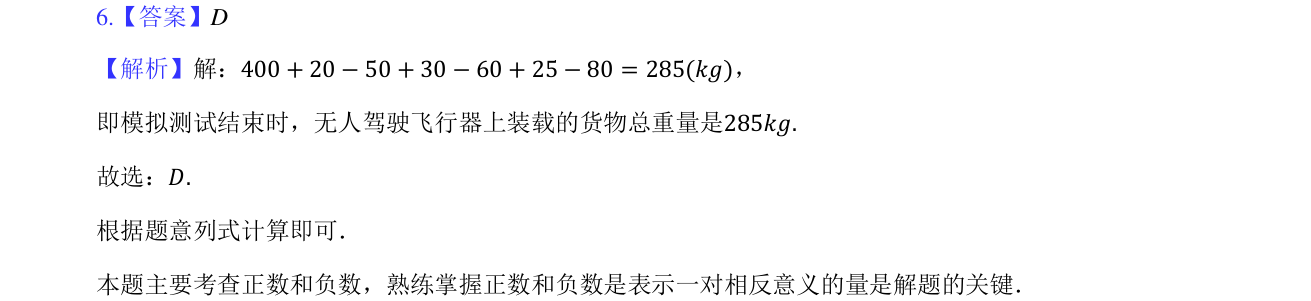 6.【答案】D
【解析】解：400 + 20 − 50 + 30 − 60 + 25 − 80 = 285(kg)，
即模拟测试结束时，无人驾驶飞行器上装载的货物总重量是285kg.
故选：D.
根据题意列式计算即可．
本题主要考查正数和负数，熟练掌握正数和负数是表示一对相反意义的量是解题的关键．